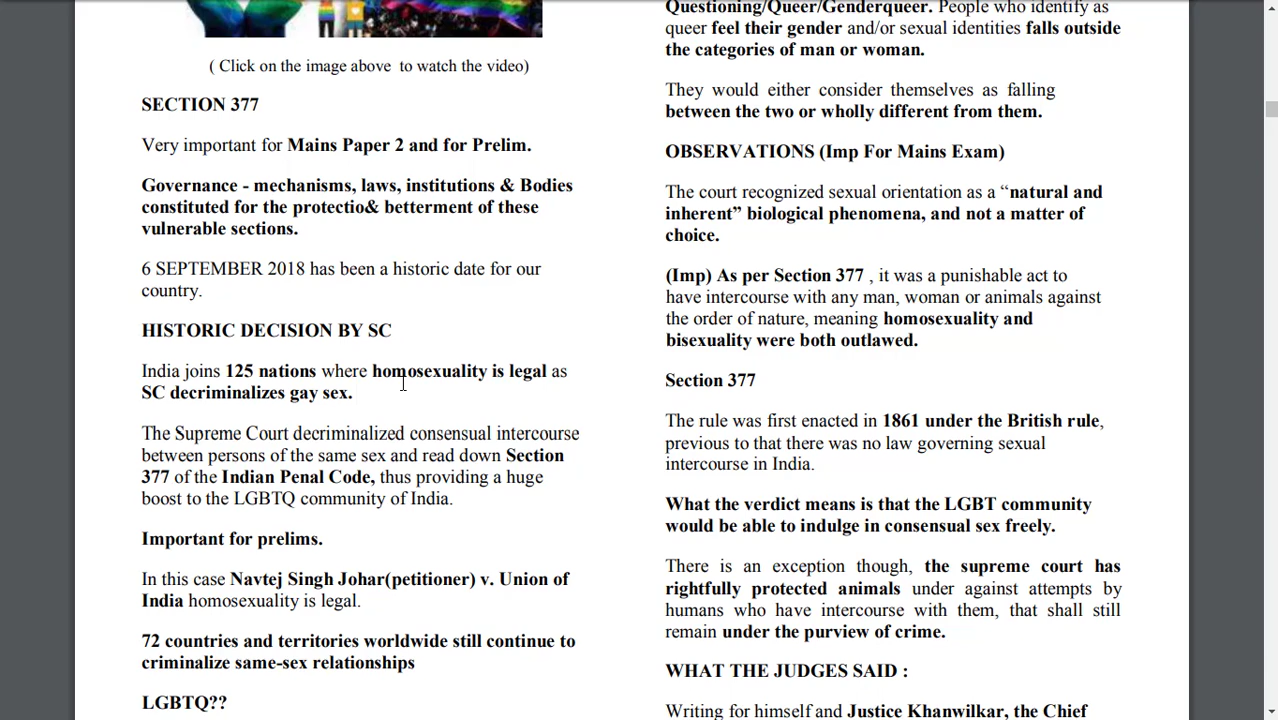 ( Click on the image above  to watch the video)
SECTION 377
Very important for Mains Paper 2 and for Prelim.
Governance - mechanisms, laws, institutions & Bodies
constituted for the protectio& betterment of these
vulnerable sections.
6 SEPTEMBER 2018 has been a historic date for our
country.
HISTORIC DECISION BY SC
India joins 125 nations where homosexuality is legal as
SC decriminalizes gay sex.
The Supreme Court decriminalized consensual intercourse
between persons of the same sex and read down Section
377 of the Indian Penal Code, thus providing a huge
boost to the LGBTQ community of India.
Important for prelims.
In this case Navtej Singh Johar(petitioner) v. Union of
India homosexuality is legal.
72 countries and territories worldwide still continue to
criminalize same-sex relationships
LGBTQ??
Questioning/Queer/Genderqueer. People who identify as
queer feel their gender and/or sexual identities falls outside
the categories of man or woman.
They would either consider themselves as falling
between the two or wholly different from them.
OBSERVATIONS (Imp For Mains Exam)
The court recognized sexual orientation as a “natural and
inherent” biological phenomena, and not a matter of
choice.
(Imp) As per Section 377 , it was a punishable act to
have intercourse with any man, woman or animals against
the order of nature, meaning homosexuality and
bisexuality were both outlawed.
Section 377
The rule was first enacted in 1861 under the British rule,
previous to that there was no law governing sexual
intercourse in India.
What the verdict means is that the LGBT community
would be able to indulge in consensual sex freely.
There is an exception though, the supreme court has
rightfully protected animals under against attempts by
humans who have intercourse with them, that shall still
remain under the purview of crime.
WHAT THE JUDGES SAID :
Writing for himself and Justice Khanwilkar, the Chief